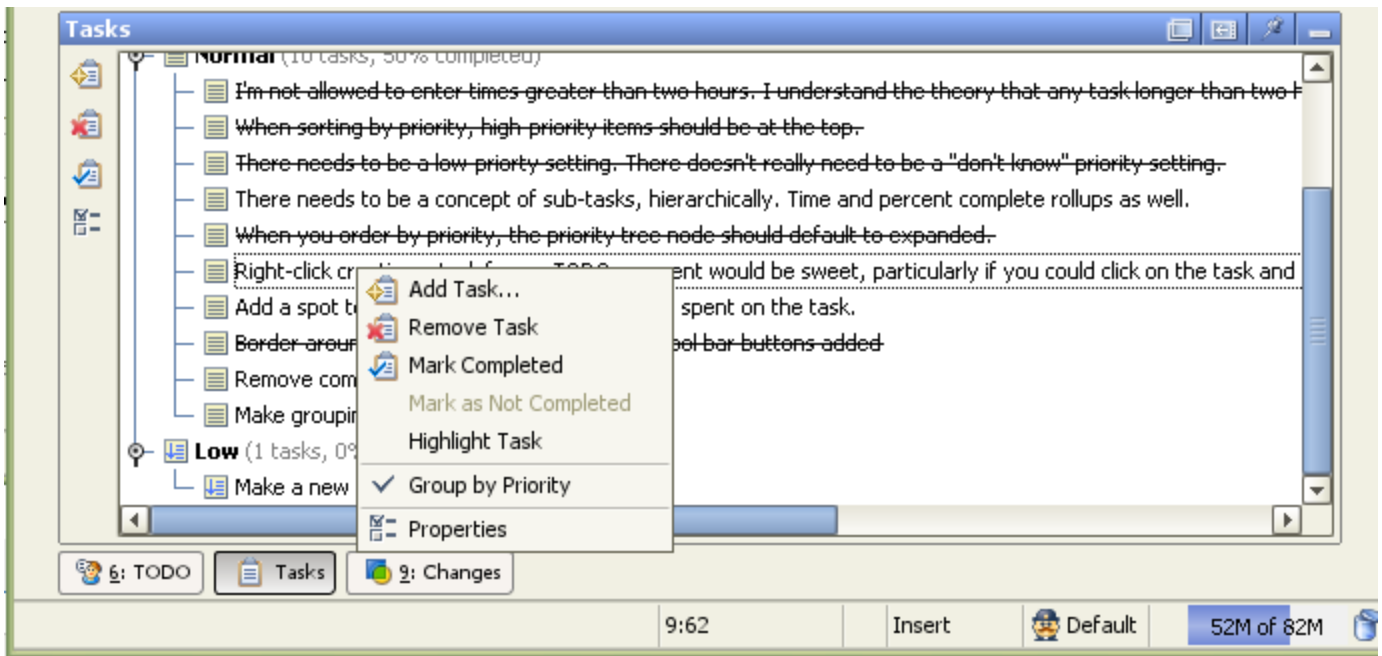 Tasks
Normal (10 tasks, 50% completed)
I'm not allowed to enter times greater than two hours. I understand the theory that any task longer than two h
When sorting by priority, high priority items should be at the top.
There needs to be a low priorty setting. There doesn't really need to be a "don't know" priority setting.
There needs to be a concept of sub-tasks, hierarchically. Time and percent complete rollups as well.
When you order by priority, the priority tree node should default to expanded.
Right-click cr ent would be sweet, particularly if you could click on the task and
Add a spot t spent on the task.
Border aroun ool bar buttons added
Remove com
Make groupin
Low (1 tasks, 0%
Make a new
Add Task...
Remove Task
Mark Completed
Mark as Not Completed
Highlight Task
Group by Priority
Properties
6: TODO Tasks 9: Changes
9:62 Insert Default 52M of 82M